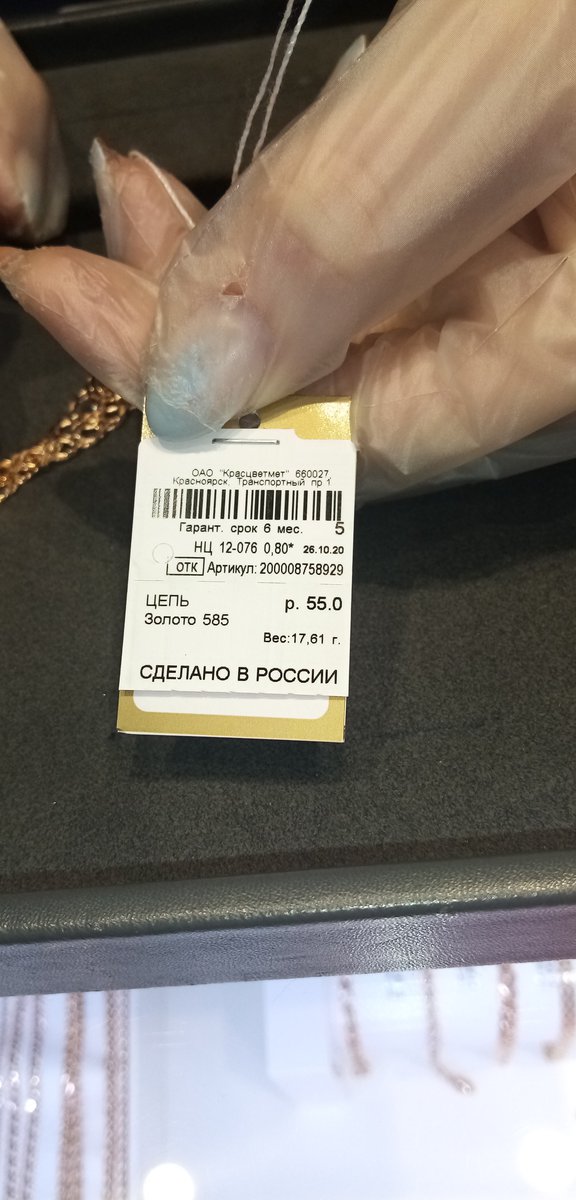 ОАО "Красцветмет" 660027,
Красноярск, Транспортный пр 1
Гарант. срок 6 мес. 5
НЦ 12-076 0,80* 26.10.20
ОТК Артикул: 200008758929
ЦЕПЬ р. 55.0
Золото 585
Вес:17,61 г.
СДЕЛАНО В РОССИИ